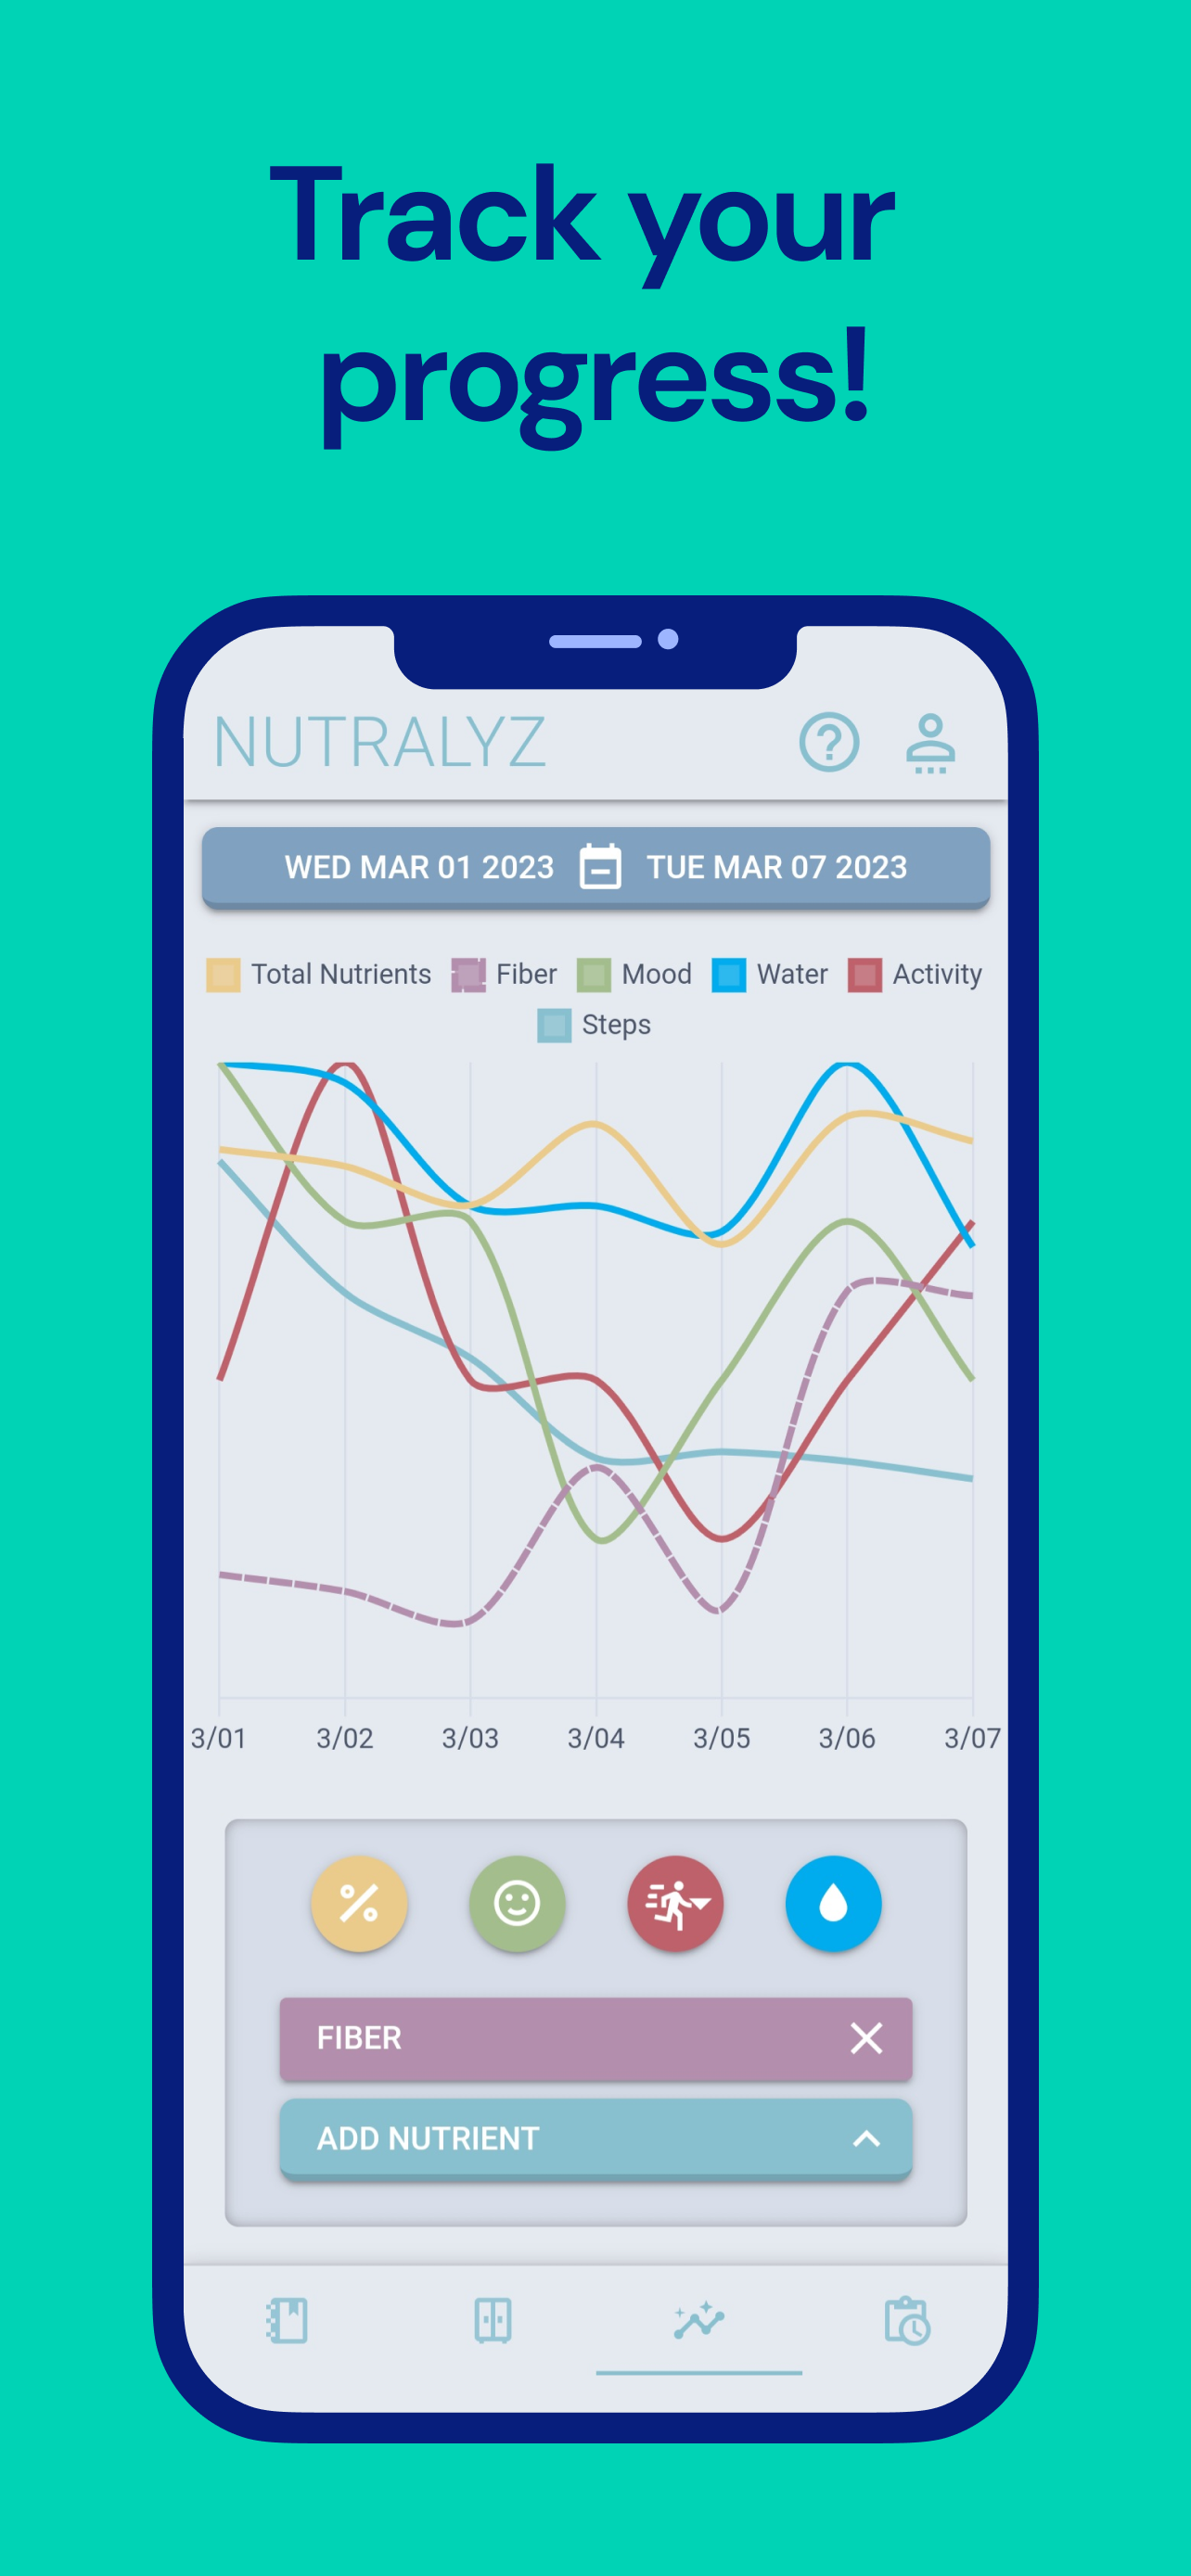 Track your
progress!
NUTRALYZ
WED MAR 01 2023 TUE MAR 07 2023
Total Nutrients Fiber Mood Water Activity
Steps
3/01 3/02 3/03 3/04 3/05 3/06 3/07
FIBER
ADD NUTRIENT